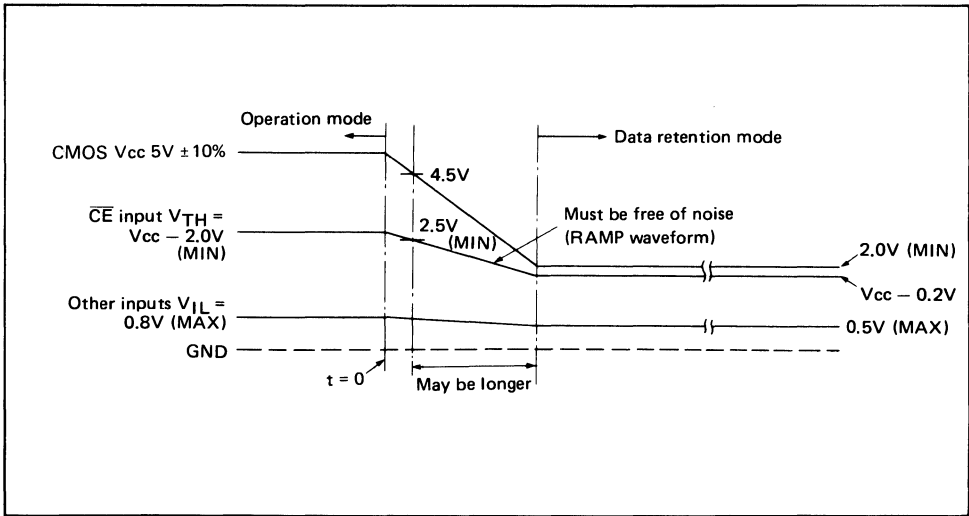 Operation mode
Data retention mode
CMOS Vcc 5V ±10%
4.5V
CE input VTH =
Vcc – 2.0V
(MIN)
2.5V
(MIN)
Must be free of noise
(RAMP waveform)
2.0V (MIN)
Vcc – 0.2V
Other inputs VIL =
0.8V (MAX)
0.5V (MAX)
GND
t = 0
May be longer